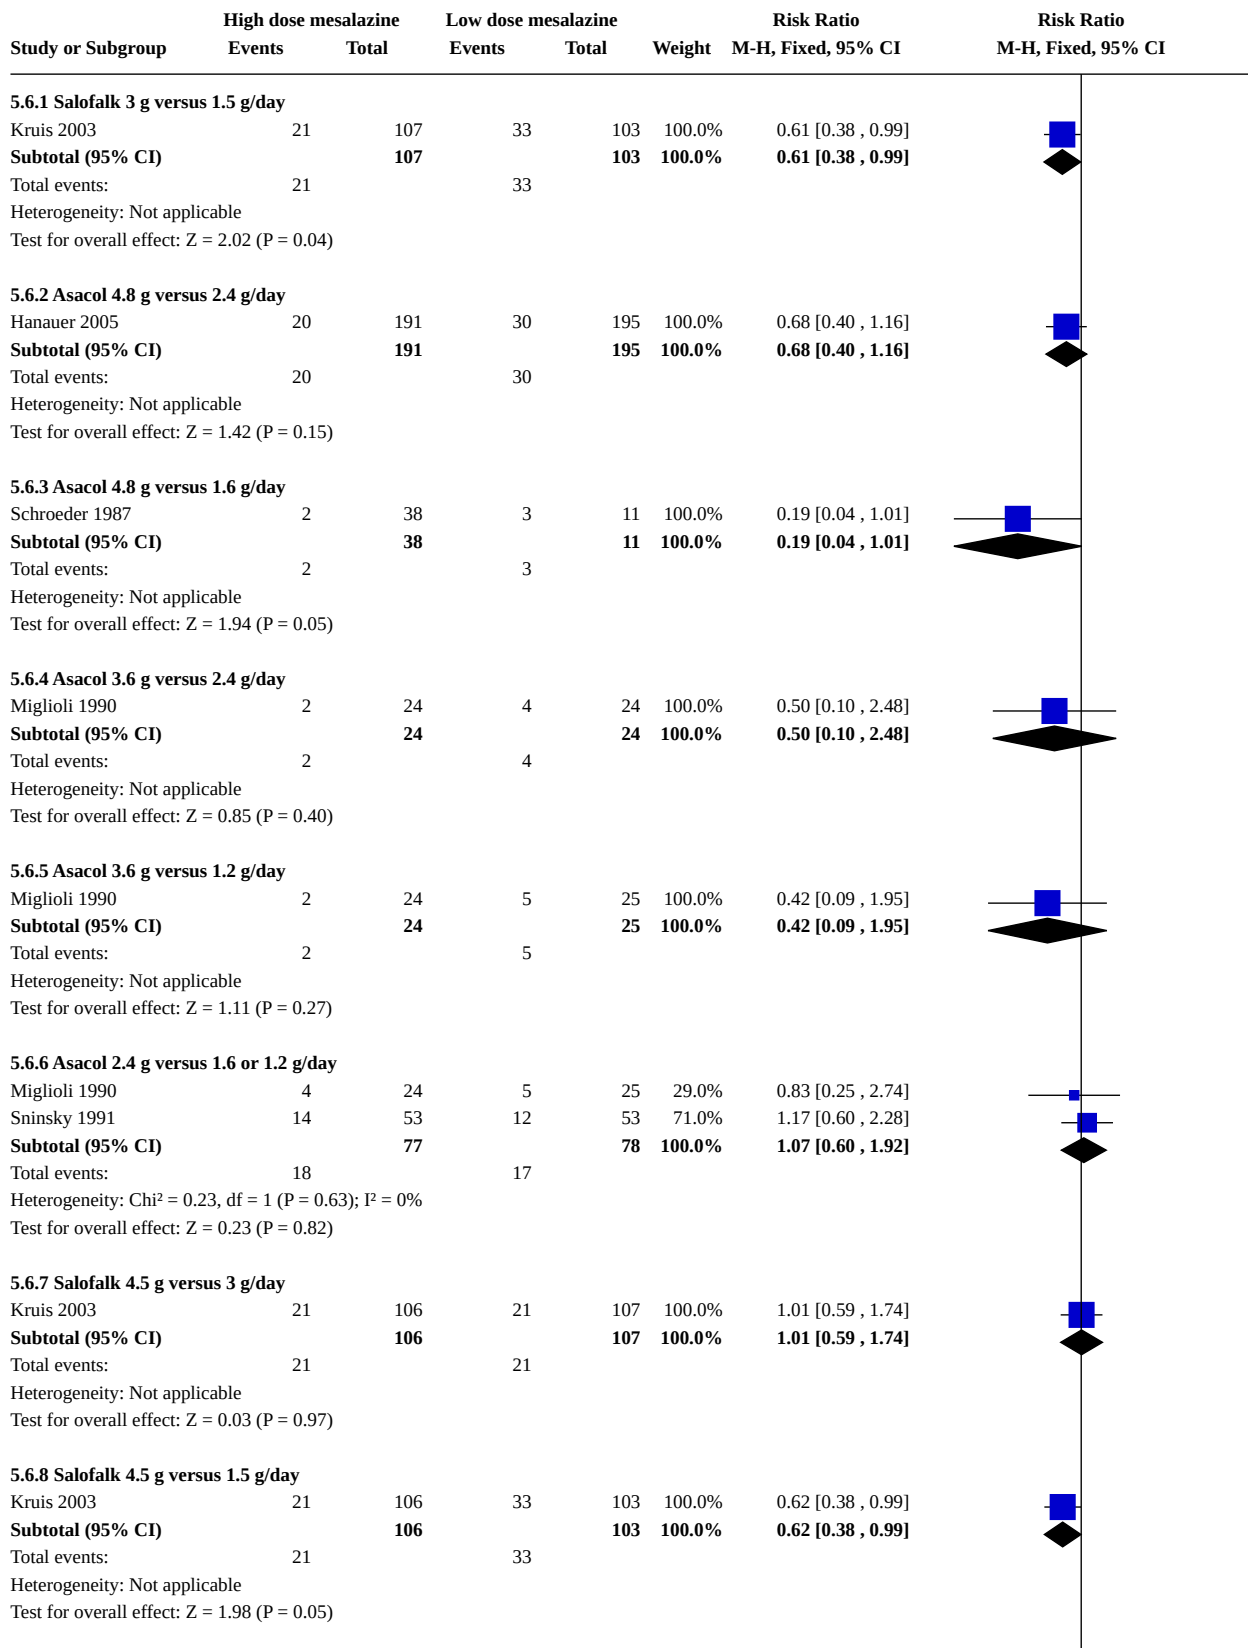 High dose mesalazine Low dose mesalazine Risk Ratio Risk Ratio
Study or Subgroup Events Total Events Total Weight M-H, Fixed, 95% CI M-H, Fixed, 95% CI
5.6.1 Salofalk 3 g versus 1.5 g/day
Kruis 2003 21 107 33 103 100.0% 0.61 [0.38 , 0.99]
Subtotal (95% CI) 107 103 100.0% 0.61 [0.38 , 0.99]
Total events: 21 33
Heterogeneity: Not applicable
Test for overall effect: Z = 2.02 (P = 0.04)
5.6.2 Asacol 4.8 g versus 2.4 g/day
Hanauer 2005 20 191 30 195 100.0% 0.68 [0.40 , 1.16]
Subtotal (95% CI) 191 195 100.0% 0.68 [0.40 , 1.16]
Total events: 20 30
Heterogeneity: Not applicable
Test for overall effect: Z = 1.42 (P = 0.15)
5.6.3 Asacol 4.8 g versus 1.6 g/day
Schroeder 1987 2 38 3 11 100.0% 0.19 [0.04 , 1.01]
Subtotal (95% CI) 38 11 100.0% 0.19 [0.04 , 1.01]
Total events: 2 3
Heterogeneity: Not applicable
Test for overall effect: Z = 1.94 (P = 0.05)
5.6.4 Asacol 3.6 g versus 2.4 g/day
Miglioli 1990 2 24 4 24 100.0% 0.50 [0.10 , 2.48]
Subtotal (95% CI) 24 24 100.0% 0.50 [0.10 , 2.48]
Total events: 2 4
Heterogeneity: Not applicable
Test for overall effect: Z = 0.85 (P = 0.40)
5.6.5 Asacol 3.6 g versus 1.2 g/day
Miglioli 1990 2 24 5 25 100.0% 0.42 [0.09 , 1.95]
Subtotal (95% CI) 24 25 100.0% 0.42 [0.09 , 1.95]
Total events: 2 5
Heterogeneity: Not applicable
Test for overall effect: Z = 1.11 (P = 0.27)
5.6.6 Asacol 2.4 g versus 1.6 or 1.2 g/day
Miglioli 1990 4 24 5 25 29.0% 0.83 [0.25 , 2.74]
Sninsky 1991 14 53 12 53 71.0% 1.17 [0.60 , 2.28]
Subtotal (95% CI) 77 78 100.0% 1.07 [0.60 , 1.92]
Total events: 18 17
Heterogeneity: Chi² = 0.23, df = 1 (P = 0.63); I² = 0%
Test for overall effect: Z = 0.23 (P = 0.82)
5.6.7 Salofalk 4.5 g versus 3 g/day
Kruis 2003 21 106 21 107 100.0% 1.01 [0.59 , 1.74]
Subtotal (95% CI) 106 107 100.0% 1.01 [0.59 , 1.74]
Total events: 21 21
Heterogeneity: Not applicable
Test for overall effect: Z = 0.03 (P = 0.97)
5.6.8 Salofalk 4.5 g versus 1.5 g/day
Kruis 2003 21 106 33 103 100.0% 0.62 [0.38 , 0.99]
Subtotal (95% CI) 106 103 100.0% 0.62 [0.38 , 0.99]
Total events: 21 33
Heterogeneity: Not applicable
Test for overall effect: Z = 1.98 (P = 0.05)